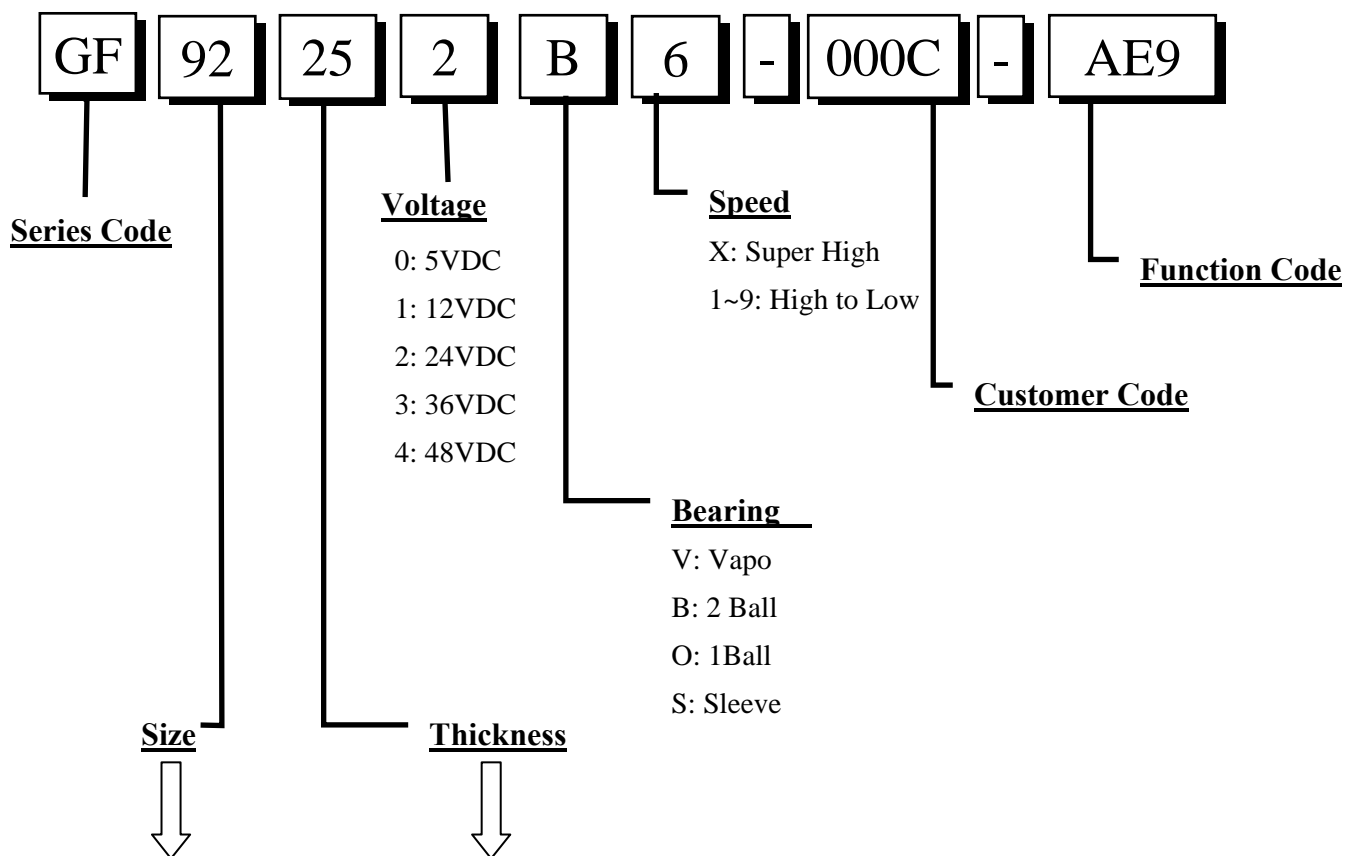 GF 92 25 2 B 6 - 000C - AE9
Series Code
Voltage
0: 5VDC
1: 12VDC
2: 24VDC
3: 36VDC
4: 48VDC
Speed
X: Super High
1~9: High to Low
Function Code
Customer Code
Bearing
V: Vapo
B: 2 Ball
O: 1Ball
S: Sleeve
Size
Thickness